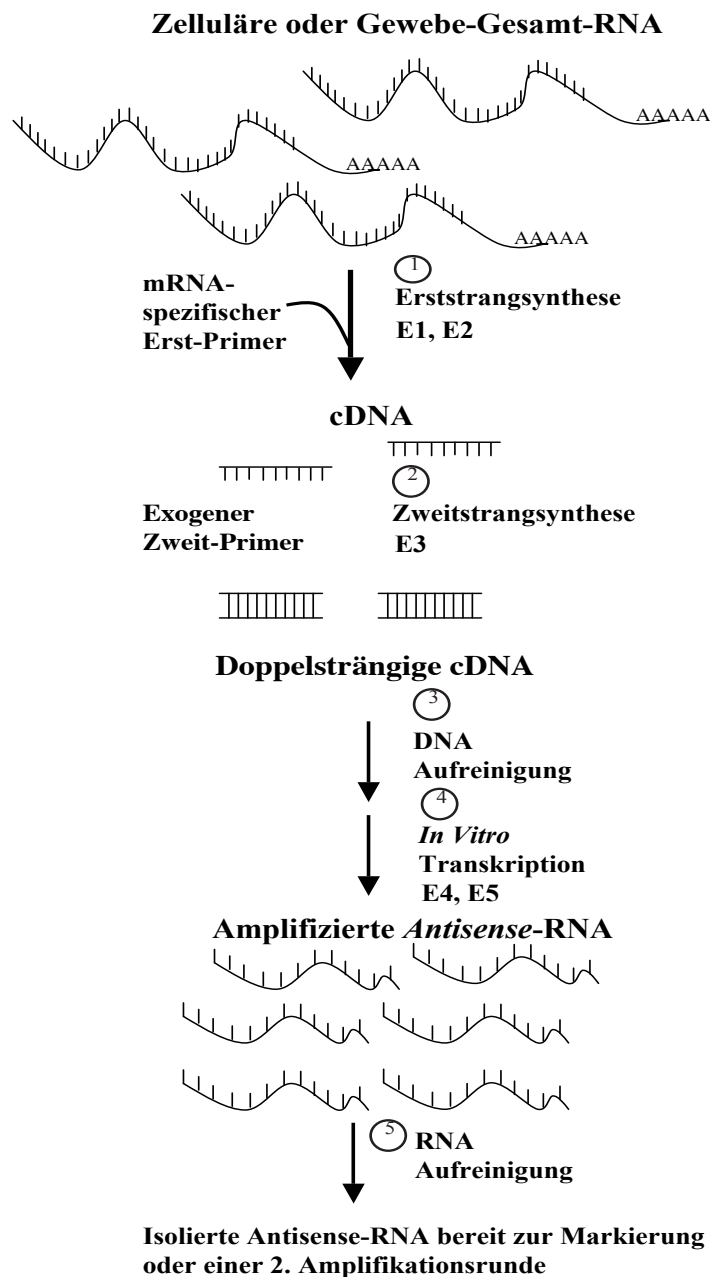 Zelluläre oder Gewebe-Gesamt-RNA
AAAAA
AAAAA
AAAAA
1
mRNA-
spezifischer
Erst-Primer
Erststrangsynthese
E1, E2
cDNA
2
Exogener
Zweit-Primer
Zweitstrangsynthese
E3
Doppelsträngige cDNA
3
DNA
Aufreinigung
4
In Vitro
Transkription
E4, E5
Amplifizierte Antisense-RNA
5
RNA
Aufreinigung
Isolierte Antisense-RNA bereit zur Markierung
oder einer 2. Amplifikationsrunde